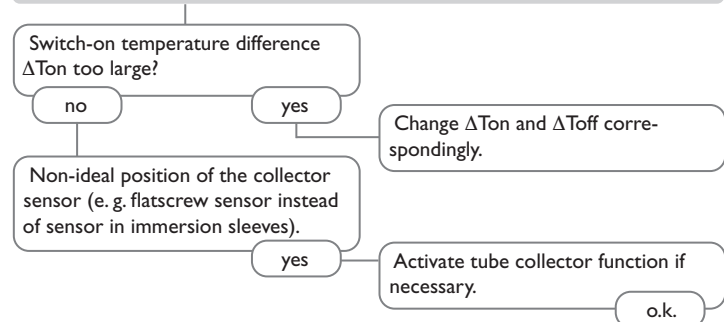 Switch-on temperature difference
ΔTon too large?
no
yes
Change ΔTon and ΔToff corre-
spondingly.
Non-ideal position of the collector
sensor (e. g. flatscrew sensor instead
of sensor in immersion sleeves).
yes
Activate tube collector function if
necessary.
o.k.